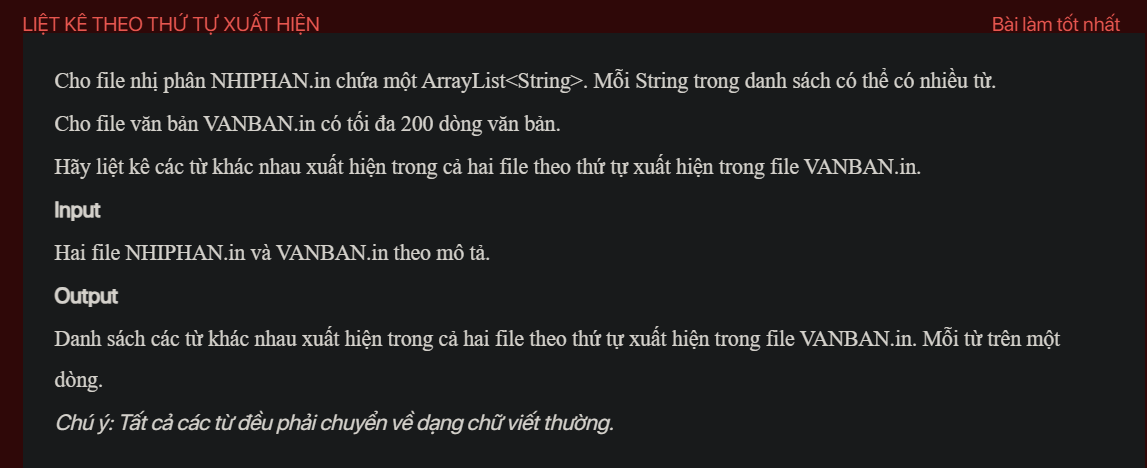 LIỆT KÊ THEO THỨ TỰ XUẤT HIỆN
Bài làm tốt nhất
Cho file nhị phân NHIPHAN.in chứa một ArrayList<String>. Mỗi String trong danh sách có thể có nhiều từ.
Cho file văn bản VANBAN.in có tối đa 200 dòng văn bản.
Hãy liệt kê các từ khác nhau xuất hiện trong cả hai file theo thứ tự xuất hiện trong file VANBAN.in.
Input
Hai file NHIPHAN.in và VANBAN.in theo mô tả.
Output
Danh sách các từ khác nhau xuất hiện trong cả hai file theo thứ tự xuất hiện trong file VANBAN.in. Mỗi từ trên một
dòng.
Chú ý: Tất cả các từ đều phải chuyển về dạng chữ viết thường.